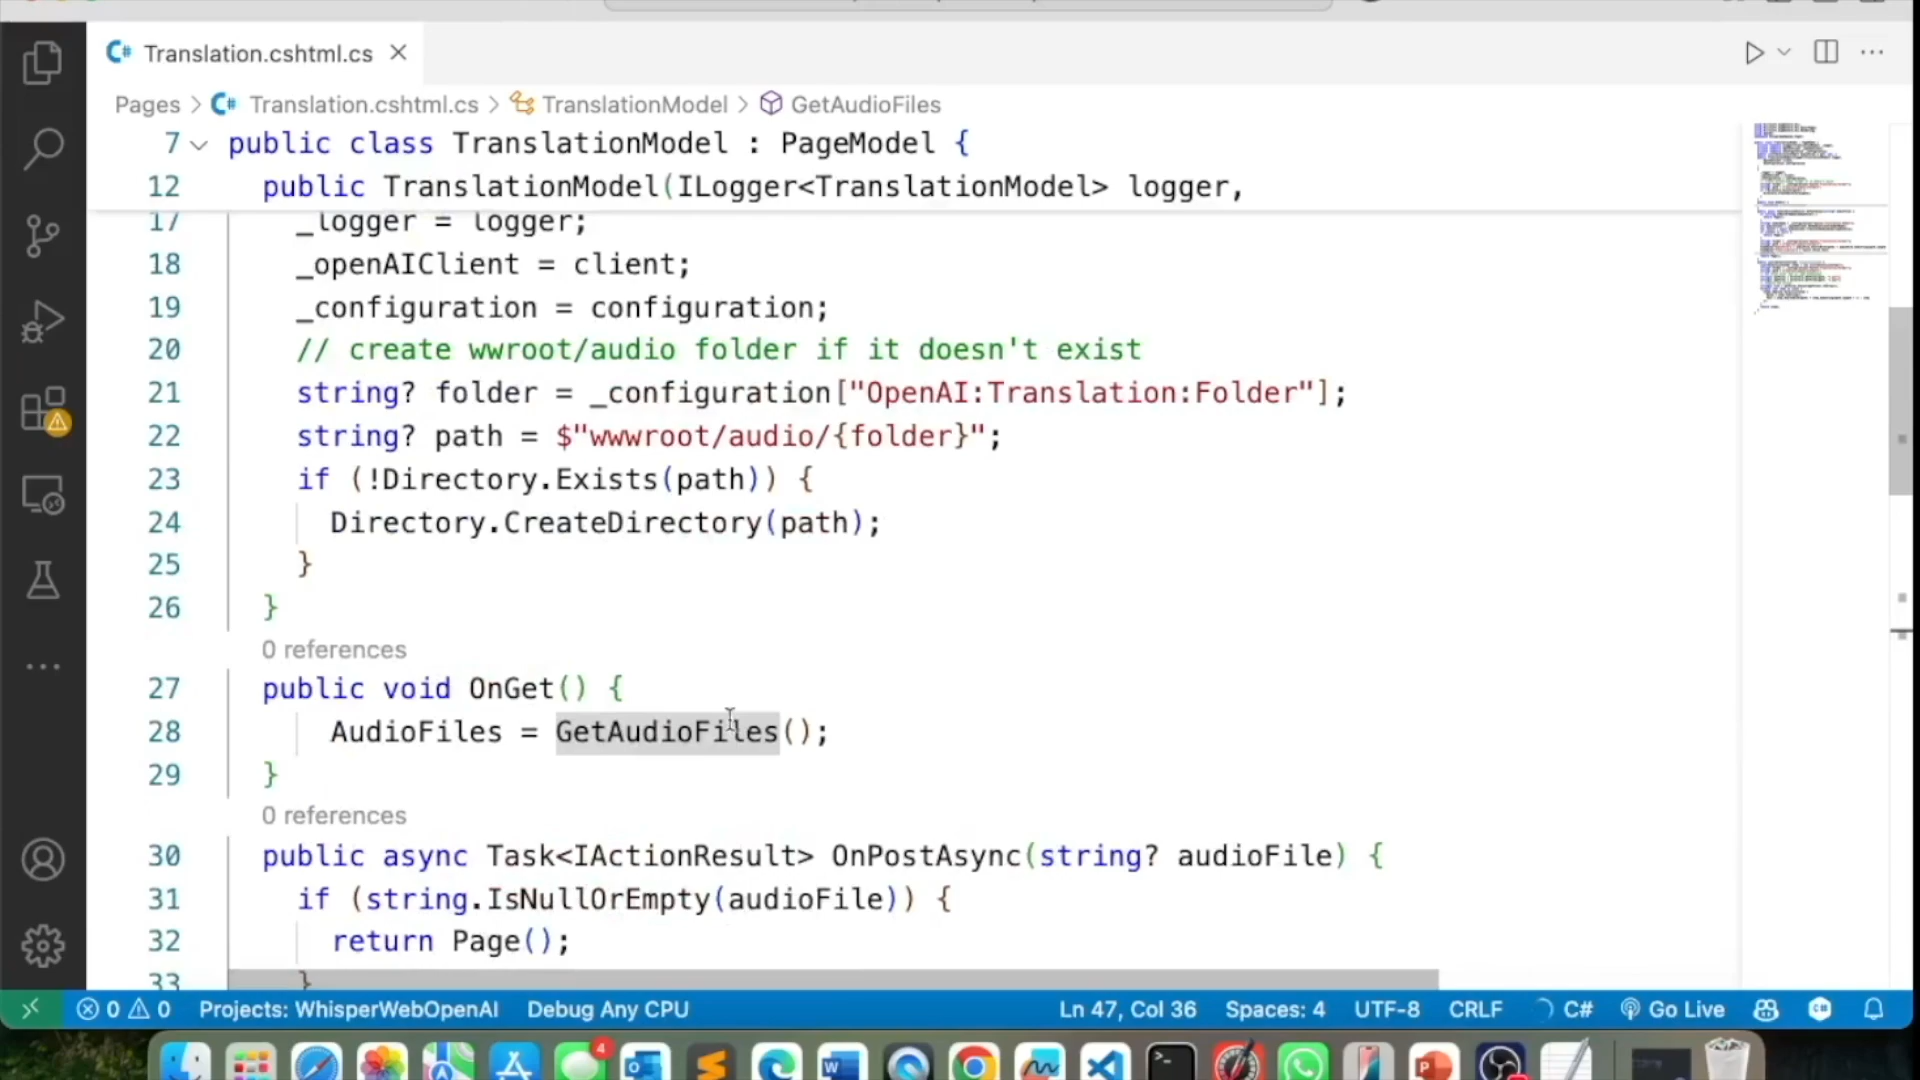 Translation.cshtml.cs
Pages > Translation.cshtml.cs > TranslationModel > GetAudioFiles
7 public class TranslationModel : PageModel {
12 public TranslationModel(ILogger<TranslationModel> logger,
17 _logger = logger;
18 _openAIClient = client;
19 _configuration = configuration;
20 // create wwroot/audio folder if it doesn't exist
21 string? folder = _configuration["OpenAI:Translation:Folder"];
22 string? path = $"wwwroot/audio/{folder}";
23 if (!Directory.Exists(path)) {
24 Directory.CreateDirectory(path);
25 }
26 }
0 references
27 public void OnGet() {
28 AudioFiles = GetAudioFiles();
29 }
0 references
30 public async Task<IActionResult> OnPostAsync(string? audioFile) {
31 if (string.IsNullOrEmpty(audioFile)) {
32 return Page();
33 }
0 0 Projects: WhisperWebOpenAI Debug Any CPU Ln 47, Col 36 Spaces: 4 UTF-8 CRLF C# Go Live
4